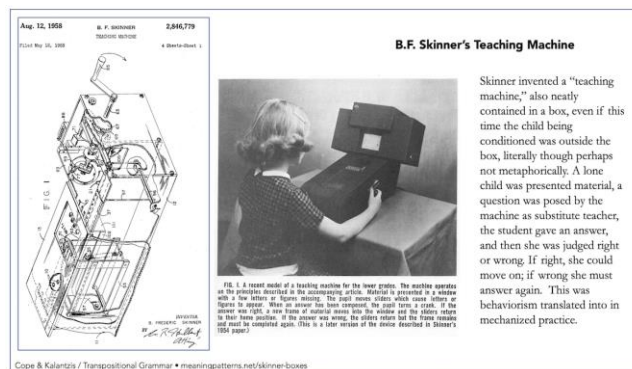 Aug. 12, 1958
B. F. SKINNER
2,846,779
TEACHING MACHINE
4 Sheets-Sheet 1
FIG. 1
INVENTOR
B. FREDERIC SKINNER
BY
B.F. Skinner's Teaching Machine
FIG. 1. A recent model of a teaching machine for the lower grades. The machine operates
on the principles described in the accompanying article. Material is presented in a window
with a few letters or figures missing. The pupil moves sliders which cause letters or
figures to appear. When an answer has been composed, the pupil turns a crank. If the
answer was right, a new frame of material moves into the window and the sliders return
to their home position. If the answer was wrong, the sliders return but the frame remains
and must be completed again. (This is a later version of the device described in Skinner's
1954 paper.)
Skinner invented a “teaching
machine,” also neatly
contained in a box, even if this
time the child being
conditioned was outside the
box, literally though perhaps
not metaphorically. A lone
child was presented material, a
question was posed by the
machine as substitute teacher,
the student gave an answer,
and then she was judged right
or wrong. If right, she could
move on; if wrong she must
answer again. This was
behaviorism translated into in
mechanized practice.
Cope & Kalantzis / Transpositional Grammar • meaningpatterns.net/skinner-boxes